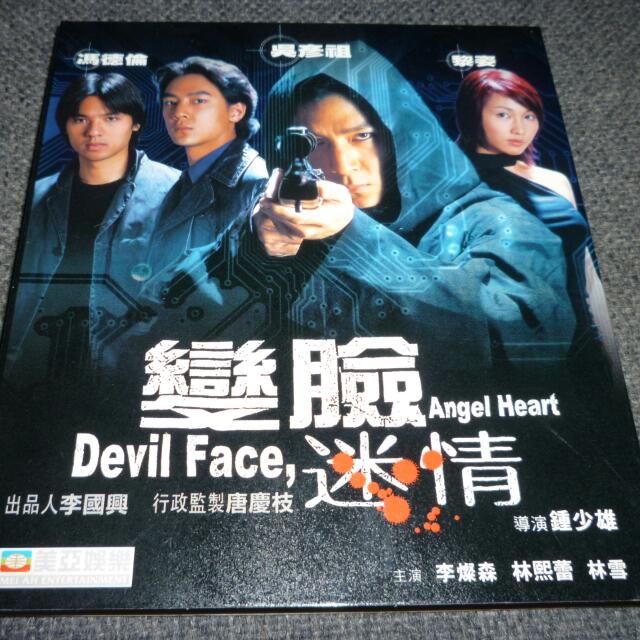 馮德倫
吳彥祖
黎姿
變臉
Angel Heart
Devil Face,迷情
出品人李國興 行政監製唐慶枝
導演 鍾少雄
美亞娛樂
MEI AH ENTERTAINMENT
主演 李燦森 林熙蕾 林雪